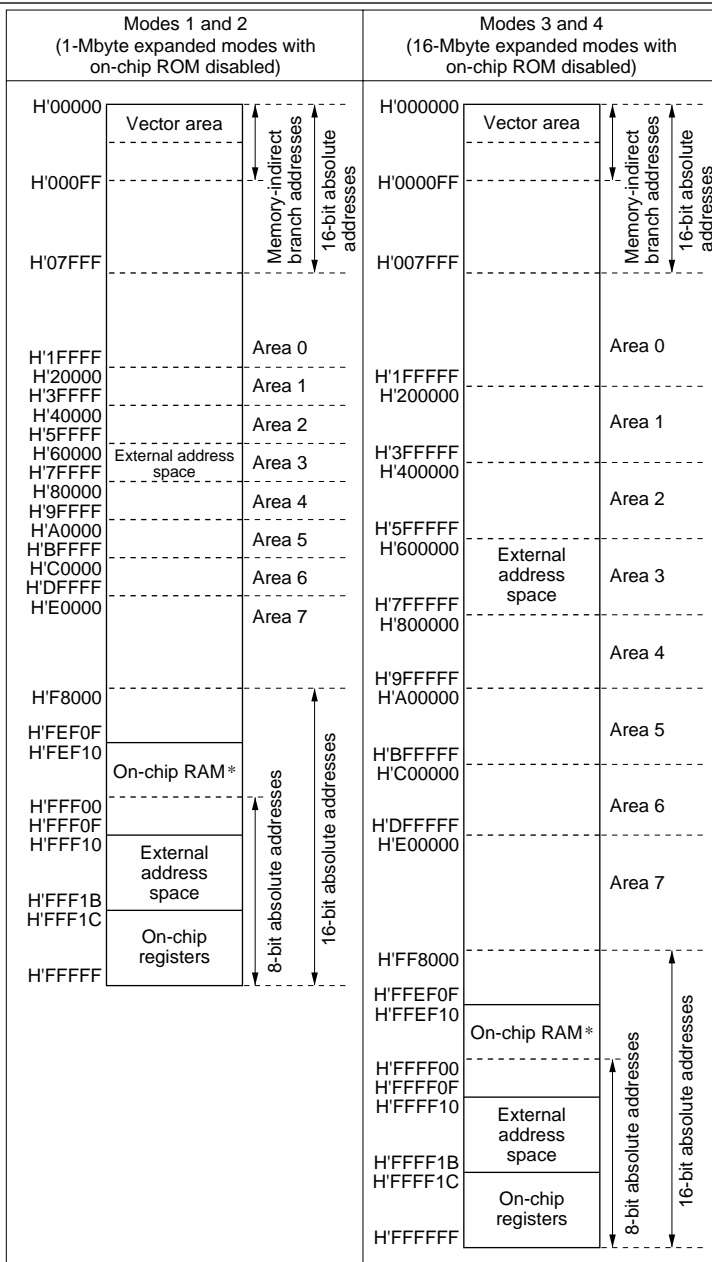 Modes 1 and 2
(1-Mbyte expanded modes with
on-chip ROM disabled)
H'00000
Vector area
H'000FF
H'07FFF
Memory-indirect
branch addresses
16-bit absolute
addresses
H'1FFFF
H'20000
H'3FFFF
H'40000
H'5FFFF
H'60000
H'7FFFF
H'80000
H'9FFFF
H'A0000
H'BFFFF
H'C0000
H'DFFFF
H'E0000
External address
space
Area 0
Area 1
Area 2
Area 3
Area 4
Area 5
Area 6
Area 7
H'F8000
H'FEF0F
H'FEF10
On-chip RAM*
H'FFF00
H'FFF0F
H'FFF10
External
address
space
H'FFF1B
H'FFF1C
On-chip
registers
H'FFFFF
8-bit absolute addresses
16-bit absolute addresses
Modes 3 and 4
(16-Mbyte expanded modes with
on-chip ROM disabled)
H'000000
Vector area
H'0000FF
H'007FFF
Memory-indirect
branch addresses
16-bit absolute
addresses
H'1FFFFF
H'200000
H'3FFFFF
H'400000
H'5FFFFF
H'600000
H'7FFFFF
H'800000
H'9FFFFF
H'A00000
H'BFFFFF
H'C00000
H'DFFFFF
H'E00000
External
address
space
Area 0
Area 1
Area 2
Area 3
Area 4
Area 5
Area 6
Area 7
H'FF8000
H'FFEF0F
H'FFEF10
On-chip RAM*
H'FFFF00
H'FFFF0F
H'FFFF10
External
address
space
H'FFFF1B
H'FFFF1C
On-chip
registers
H'FFFFFF
8-bit absolute addresses
16-bit absolute addresses